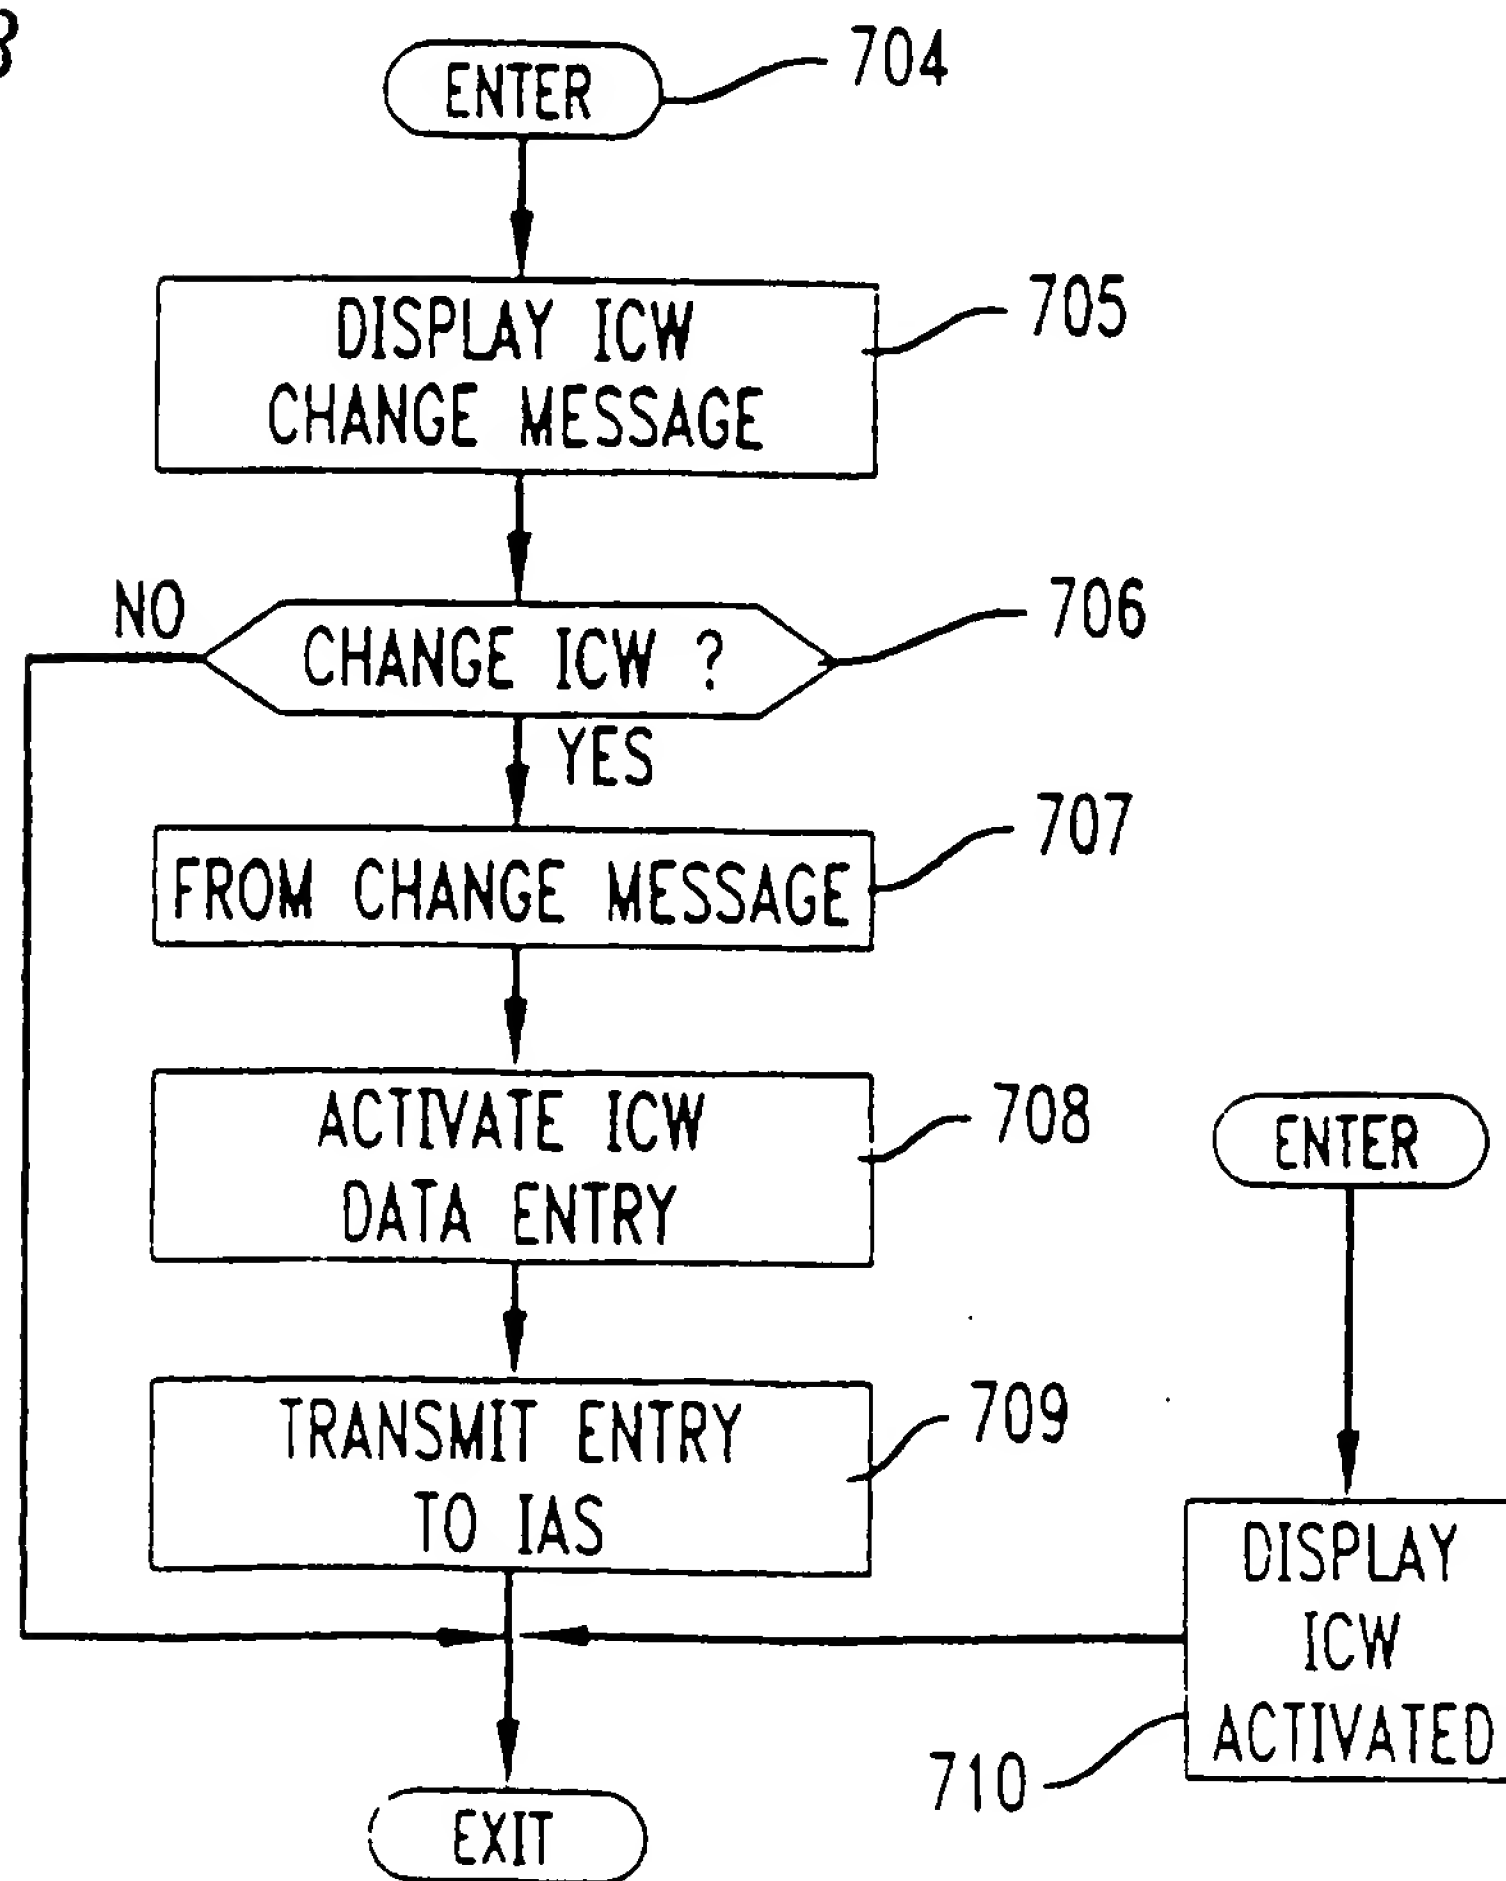 ENTER
704
DISPLAY ICW
CHANGE MESSAGE
705
NO
CHANGE ICW ?
706
YES
FROM CHANGE MESSAGE
707
ACTIVATE ICW
DATA ENTRY
708
ENTER
TRANSMIT ENTRY
TO IAS
709
DISPLAY
ICW
ACTIVATED
710
EXIT